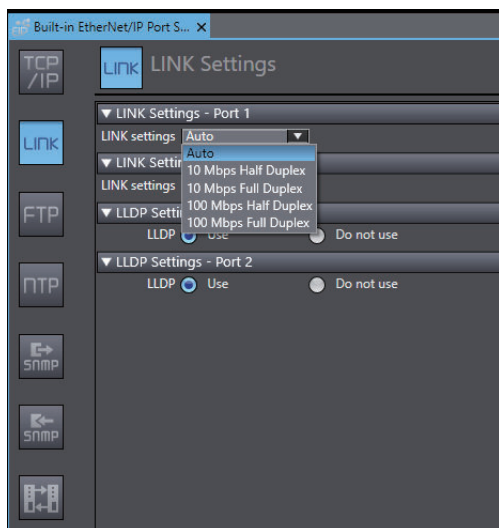 Built-in EtherNet/IP Port S...
TCP
/IP
LINK
LINK Settings
▼ LINK Settings - Port 1
LINK settings Auto
Auto
10 Mbps Half Duplex
10 Mbps Full Duplex
100 Mbps Half Duplex
100 Mbps Full Duplex
LINK
▼ LINK Settin
LINK settings
FTP
▼ LLDP Setti
LLDP Use Do not use
▼ LLDP Settings - Port 2
LLDP Use Do not use
NTP
SNMP
SNMP